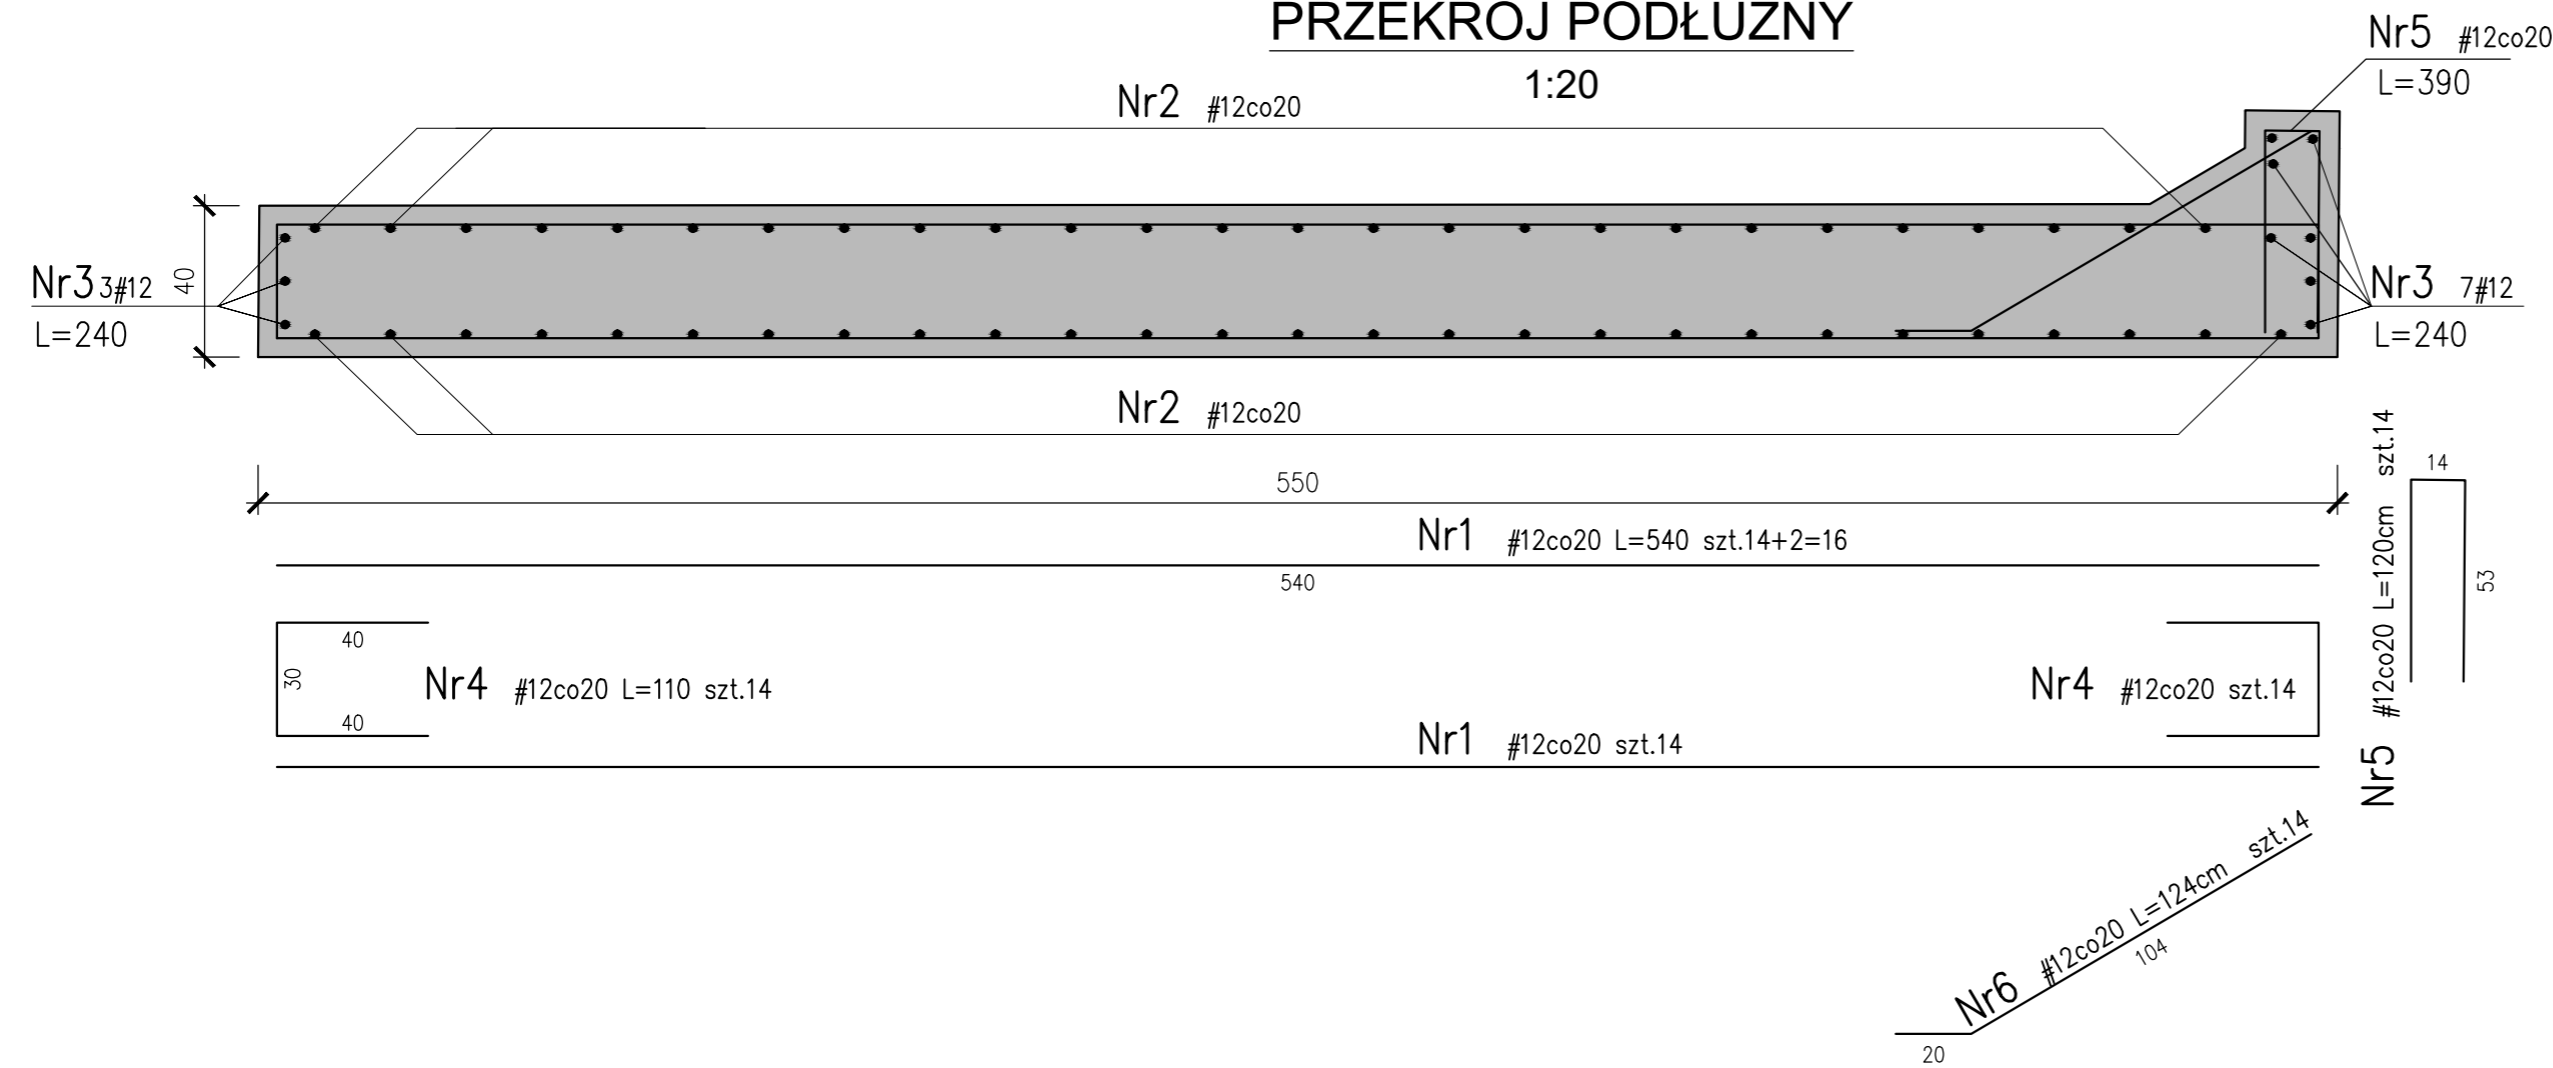 PRZEKRÓJ PODŁUŻNY
1:20
Nr5 #12co20
L=390
Nr2 #12co20
40
Nr3 3#12
L=240
Nr3 7#12
L=240
Nr2 #12co20
550
Nr1 #12co20 L=540 szt.14+2=16
540
40
30
40
Nr4 #12co20 L=110 szt.14
Nr4 #12co20 szt.14
Nr1 #12co20 szt.14
Nr5 #12co20 L=120cm szt.14
14
53
Nr6 #12co20 L=124cm szt.14
104
20